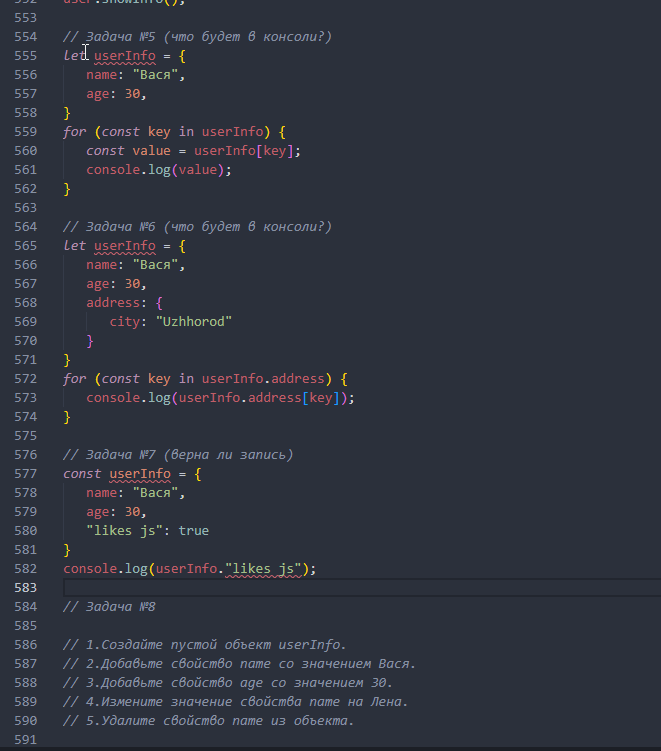 552 user.showInfo();
553
554 // Задача №5 (что будет в консоли?)
555 let userInfo = {
556 name: "Вася",
557 age: 30,
558 }
559 for (const key in userInfo) {
560 const value = userInfo[key];
561 console.log(value);
562 }
563
564 // Задача №6 (что будет в консоли?)
565 let userInfo = {
566 name: "Вася",
567 age: 30,
568 address: {
569 city: "Uzhhorod"
570 }
571 }
572 for (const key in userInfo.address) {
573 console.log(userInfo.address[key]);
574 }
575
576 // Задача №7 (верна ли запись)
577 const userInfo = {
578 name: "Вася",
579 age: 30,
580 "likes js": true
581 }
582 console.log(userInfo."likes js");
583
584 // Задача №8
585
586 // 1.Создайте пустой объект userInfo.
587 // 2.Добавьте свойство name со значением Вася.
588 // 3.Добавьте свойство age со значением 30.
589 // 4.Измените значение свойства name на Лена.
590 // 5.Удалите свойство name из объекта.
591